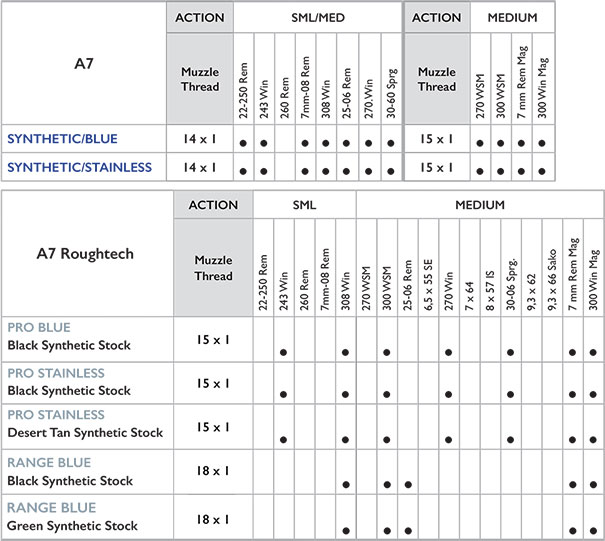 ACTION SML/MED ACTION MEDIUM
A7 Muzzle Thread 22-250 Rem 243 Win 260 Rem 7mm-08 Rem 308 Win 25-06 Rem 270.Win 30-60 Sprg Muzzle Thread 270 WSM 300 WSM 7 mm Rem Mag 300 Win Mag
SYNTHETIC/BLUE 14 x 1 ● ● ● ● ● ● ● 15 x 1 ● ● ● ●
SYNTHETIC/STAINLESS 14 x 1 ● ● ● ● ● ● ● 15 x 1 ● ● ● ●
ACTION SML MEDIUM
A7 Roughtech Muzzle Thread 22-250 Rem 243 Win 260 Rem 7mm-08 Rem 308 Win 270 WSM 300 WSM 25-06 Rem 6,5 x 55 SE 270 Win 7 x 64 8 x 57 IS 30-06 Sprg. 9,3 x 62 9,3 x 66 Sako 7 mm Rem Mag 300 Win Mag
PRO BLUE
Black Synthetic Stock 15 x 1 ● ● ● ● ● ● ●
PRO STAINLESS
Black Synthetic Stock 15 x 1 ● ● ● ● ● ● ●
PRO STAINLESS
Desert Tan Synthetic Stock 15 x 1 ● ● ● ● ● ● ●
RANGE BLUE
Black Synthetic Stock 18 x 1 ● ● ● ● ●
RANGE BLUE
Green Synthetic Stock 18 x 1 ● ● ● ● ●